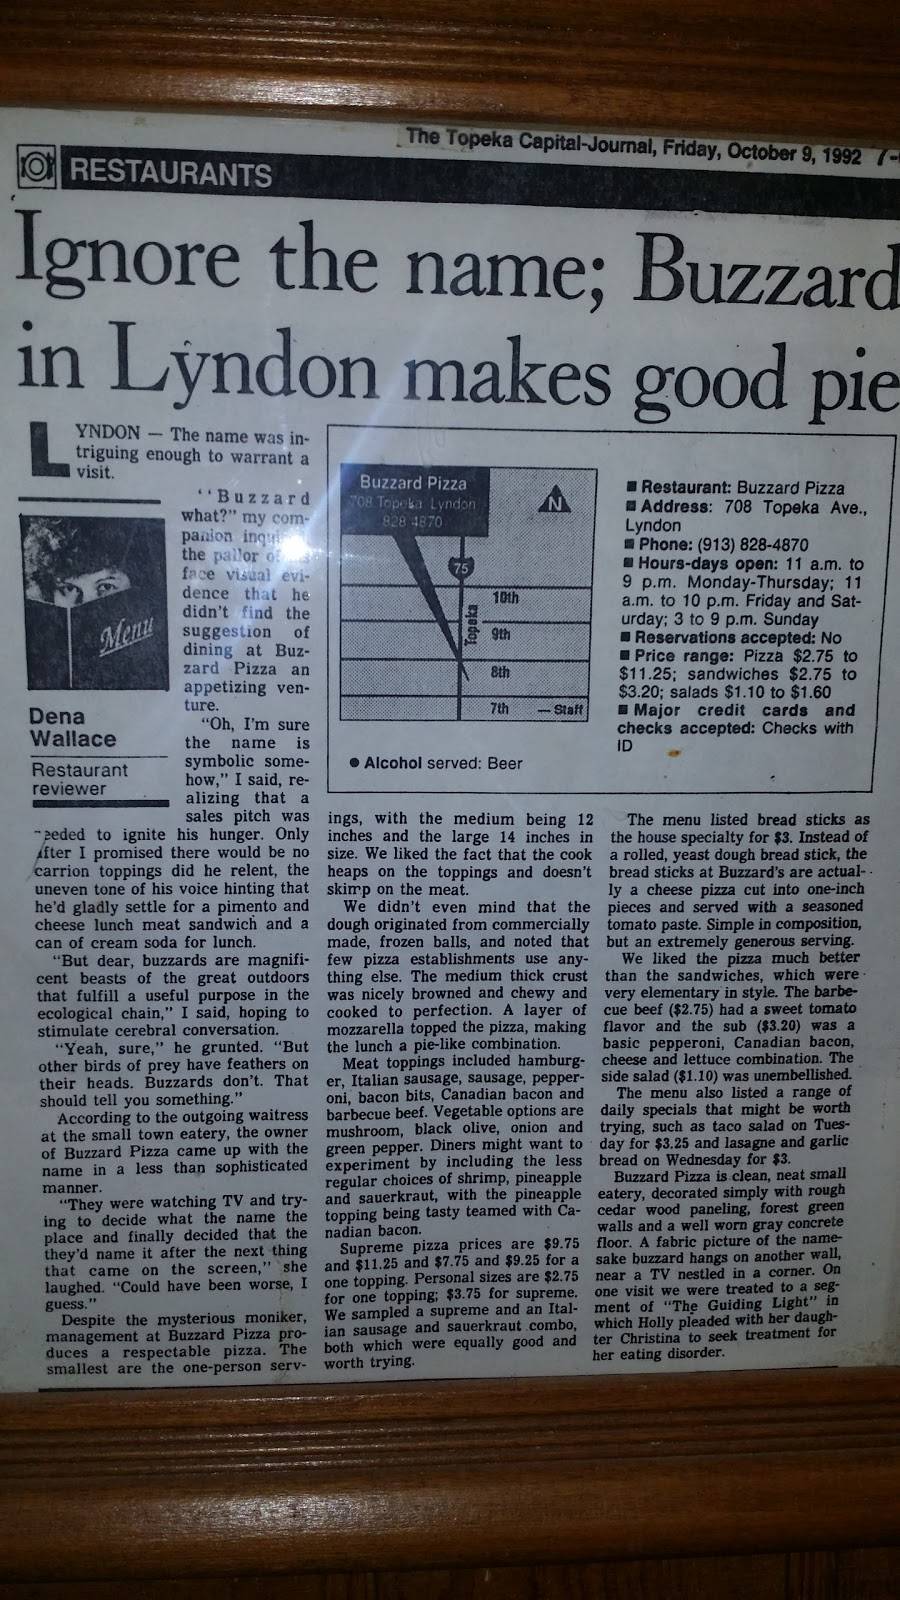 The Topeka Capital-Journal, Friday, October 9, 1992 7-
RESTAURANTS
Ignore the name; Buzzard
in Lyndon makes good pie
LYNDON — The name was in-
triguing enough to warrant a
visit.
Menu
Dena
Wallace
Restaurant
reviewer
‘‘Buzzard
what?" my com-
panion
the pallor
face visual evi-
dence that he
didn't find the
suggestion of
dining at Buz-
zard Pizza an
appetizing ven-
ture.
"Oh, I'm sure
the name is
symbolic some-
how," I said, re-
alizing that a
sales pitch was
needed to ignite his hunger. Only
after I promised there would be no
carrion toppings did he relent, the
uneven tone of his voice hinting that
he'd gladly settle for a pimento and
cheese lunch meat sandwich and a
can of cream soda for lunch.
"But dear, buzzards are magnifi-
cent beasts of the great outdoors
that fulfill a useful purpose in the
ecological chain," I said, hoping to
stimulate cerebral conversation.
"Yeah, sure," he grunted. "But
other birds of prey have feathers on
their heads. Buzzards don't. That
should tell you something."
According to the outgoing waitress
at the small town eatery, the owner
of Buzzard Pizza came up with the
name in a less than sophisticated
manner.
"They were watching TV and try-
ing to decide what the name the
place and finally decided that the
they'd name it after the next thing
that came on the screen," she
laughed. "Could have been worse, I
guess."
Despite the mysterious moniker,
management at Buzzard Pizza pro-
duces a respectable pizza. The
smallest are the one-person serv-
Buzzard Pizza
708 Topeka Lyndon
828-4870
N
75
10th
Topeka
9th
8th
7th
— Staff
● Alcohol served: Beer
■ Restaurant: Buzzard Pizza
■ Address: 708 Topeka Ave.,
Lyndon
■ Phone: (913) 828-4870
■ Hours-days open: 11 a.m. to
9 p.m. Monday-Thursday; 11
a.m. to 10 p.m. Friday and Sat-
urday; 3 to 9 p.m. Sunday
■ Reservations accepted: No
■ Price range: Pizza $2.75 to
$11.25; sandwiches $2.75 to
$3.20; salads $1.10 to $1.60
■ Major credit cards and
checks accepted: Checks with
ID
ings, with the medium being 12
inches and the large 14 inches in
size. We liked the fact that the cook
heaps on the toppings and doesn't
skimp on the meat.
We didn't even mind that the
dough originated from commercially
made, frozen balls, and noted that
few pizza establishments use any-
thing else. The medium thick crust
was nicely browned and chewy and
cooked to perfection. A layer of
mozzarella topped the pizza, making
the lunch a pie-like combination.
Meat toppings included hamburg-
er, Italian sausage, sausage, pepper-
oni, bacon bits, Canadian bacon and
barbecue beef. Vegetable options are
mushroom, black olive, onion and
green pepper. Diners might want to
experiment by including the less
regular choices of shrimp, pineapple
and sauerkraut, with the pineapple
topping being tasty teamed with Ca-
nadian bacon.
Supreme pizza prices are $9.75
and $11.25 and $7.75 and $9.25 for a
one topping. Personal sizes are $2.75
for one topping; $3.75 for supreme.
We sampled a supreme and an Ital-
ian sausage and sauerkraut combo,
both which were equally good and
worth trying.
The menu listed bread sticks as
the house specialty for $3. Instead of
a rolled, yeast dough bread stick, the
bread sticks at Buzzard's are actual-
ly a cheese pizza cut into one-inch
pieces and served with a seasoned
tomato paste. Simple in composition,
but an extremely generous serving.
We liked the pizza much better
than the sandwiches, which were
very elementary in style. The barbe-
cue beef ($2.75) had a sweet tomato
flavor and the sub ($3.20) was a
basic pepperoni, Canadian bacon,
cheese and lettuce combination. The
side salad ($1.10) was unembellished.
The menu also listed a range of
daily specials that might be worth
trying, such as taco salad on Tues-
day for $3.25 and lasagne and garlic
bread on Wednesday for $3.
Buzzard Pizza is clean, neat small
eatery, decorated simply with rough
cedar wood paneling, forest green
walls and a well worn gray concrete
floor. A fabric picture of the name-
sake buzzard hangs on another wall,
near a TV nestled in a corner. On
one visit we were treated to a seg-
ment of "The Guiding Light" in
which Holly pleaded with her daugh-
ter Christina to seek treatment for
her eating disorder.